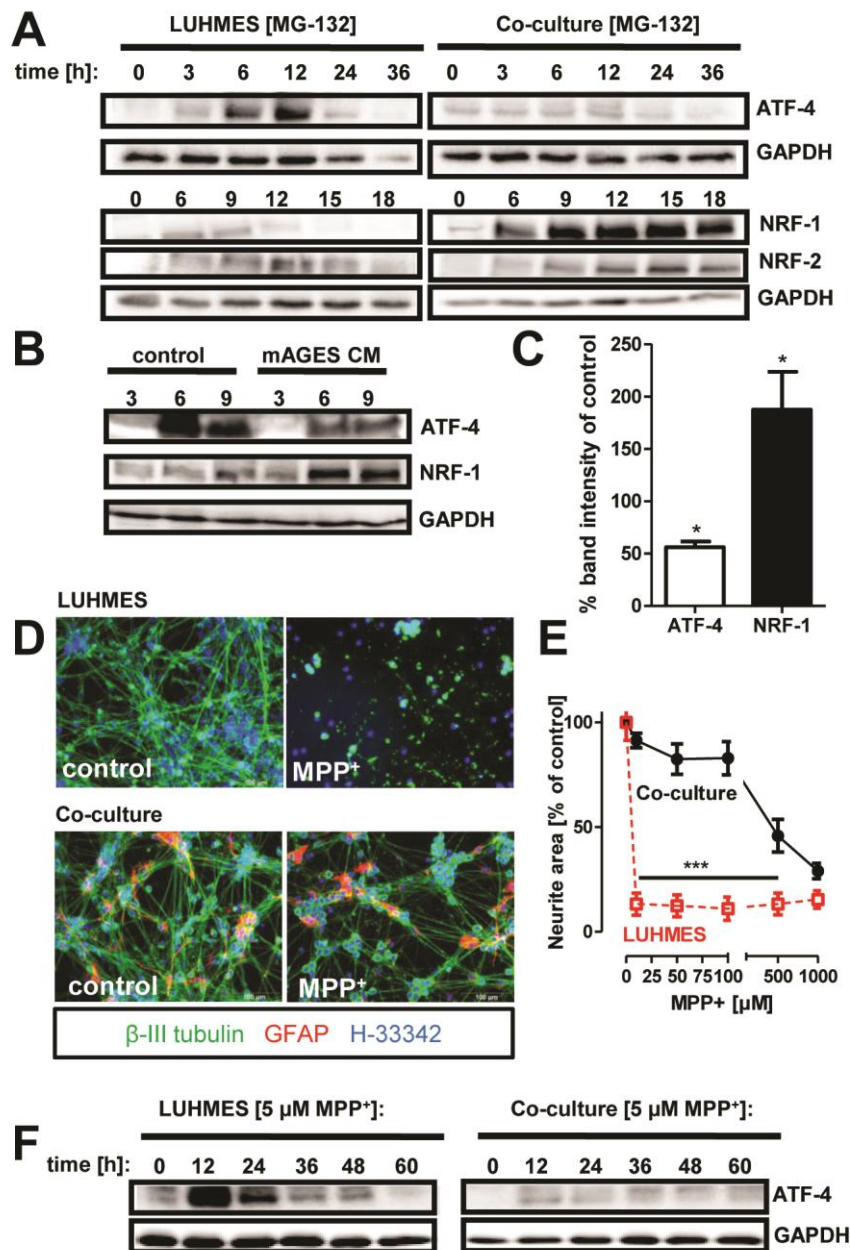 A
LUHMES [MG-132]
Co-culture [MG-132]
time [h]: 0 3 6 12 24 36 0 3 6 12 24 36
ATF-4
GAPDH
0 6 9 12 15 18 0 6 9 12 15 18
NRF-1
NRF-2
GAPDH
B
control mAGES CM
3 6 9 3 6 9
ATF-4
NRF-1
GAPDH
C
% band intensity of control
250
200
150
100
50
0
*
*
ATF-4 NRF-1
D
LUHMES
control
MPP+
Co-culture
control
100 µm
MPP+
100 µm
β-III tubulin GFAP H-33342
E
Neurite area [% of control]
100
50
0
Co-culture
***
LUHMES
0 25 50 75 100 500 1000
MPP+ [µM]
F
LUHMES [5 µM MPP+]:
Co-culture [5 µM MPP+]:
time [h]: 0 12 24 36 48 60 0 12 24 36 48 60
ATF-4
GAPDH